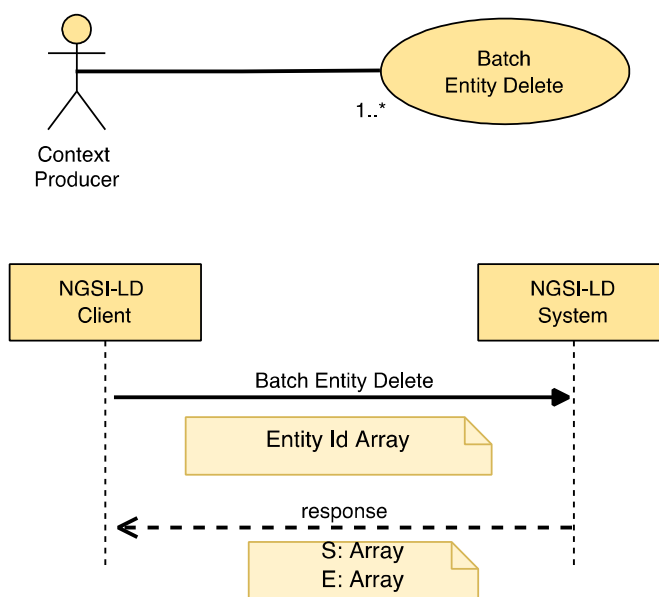 Batch
Entity Delete
1..*
Context
Producer
NGSI-LD
Client
NGSI-LD
System
Batch Entity Delete
Entity Id Array
response
S: Array
E: Array